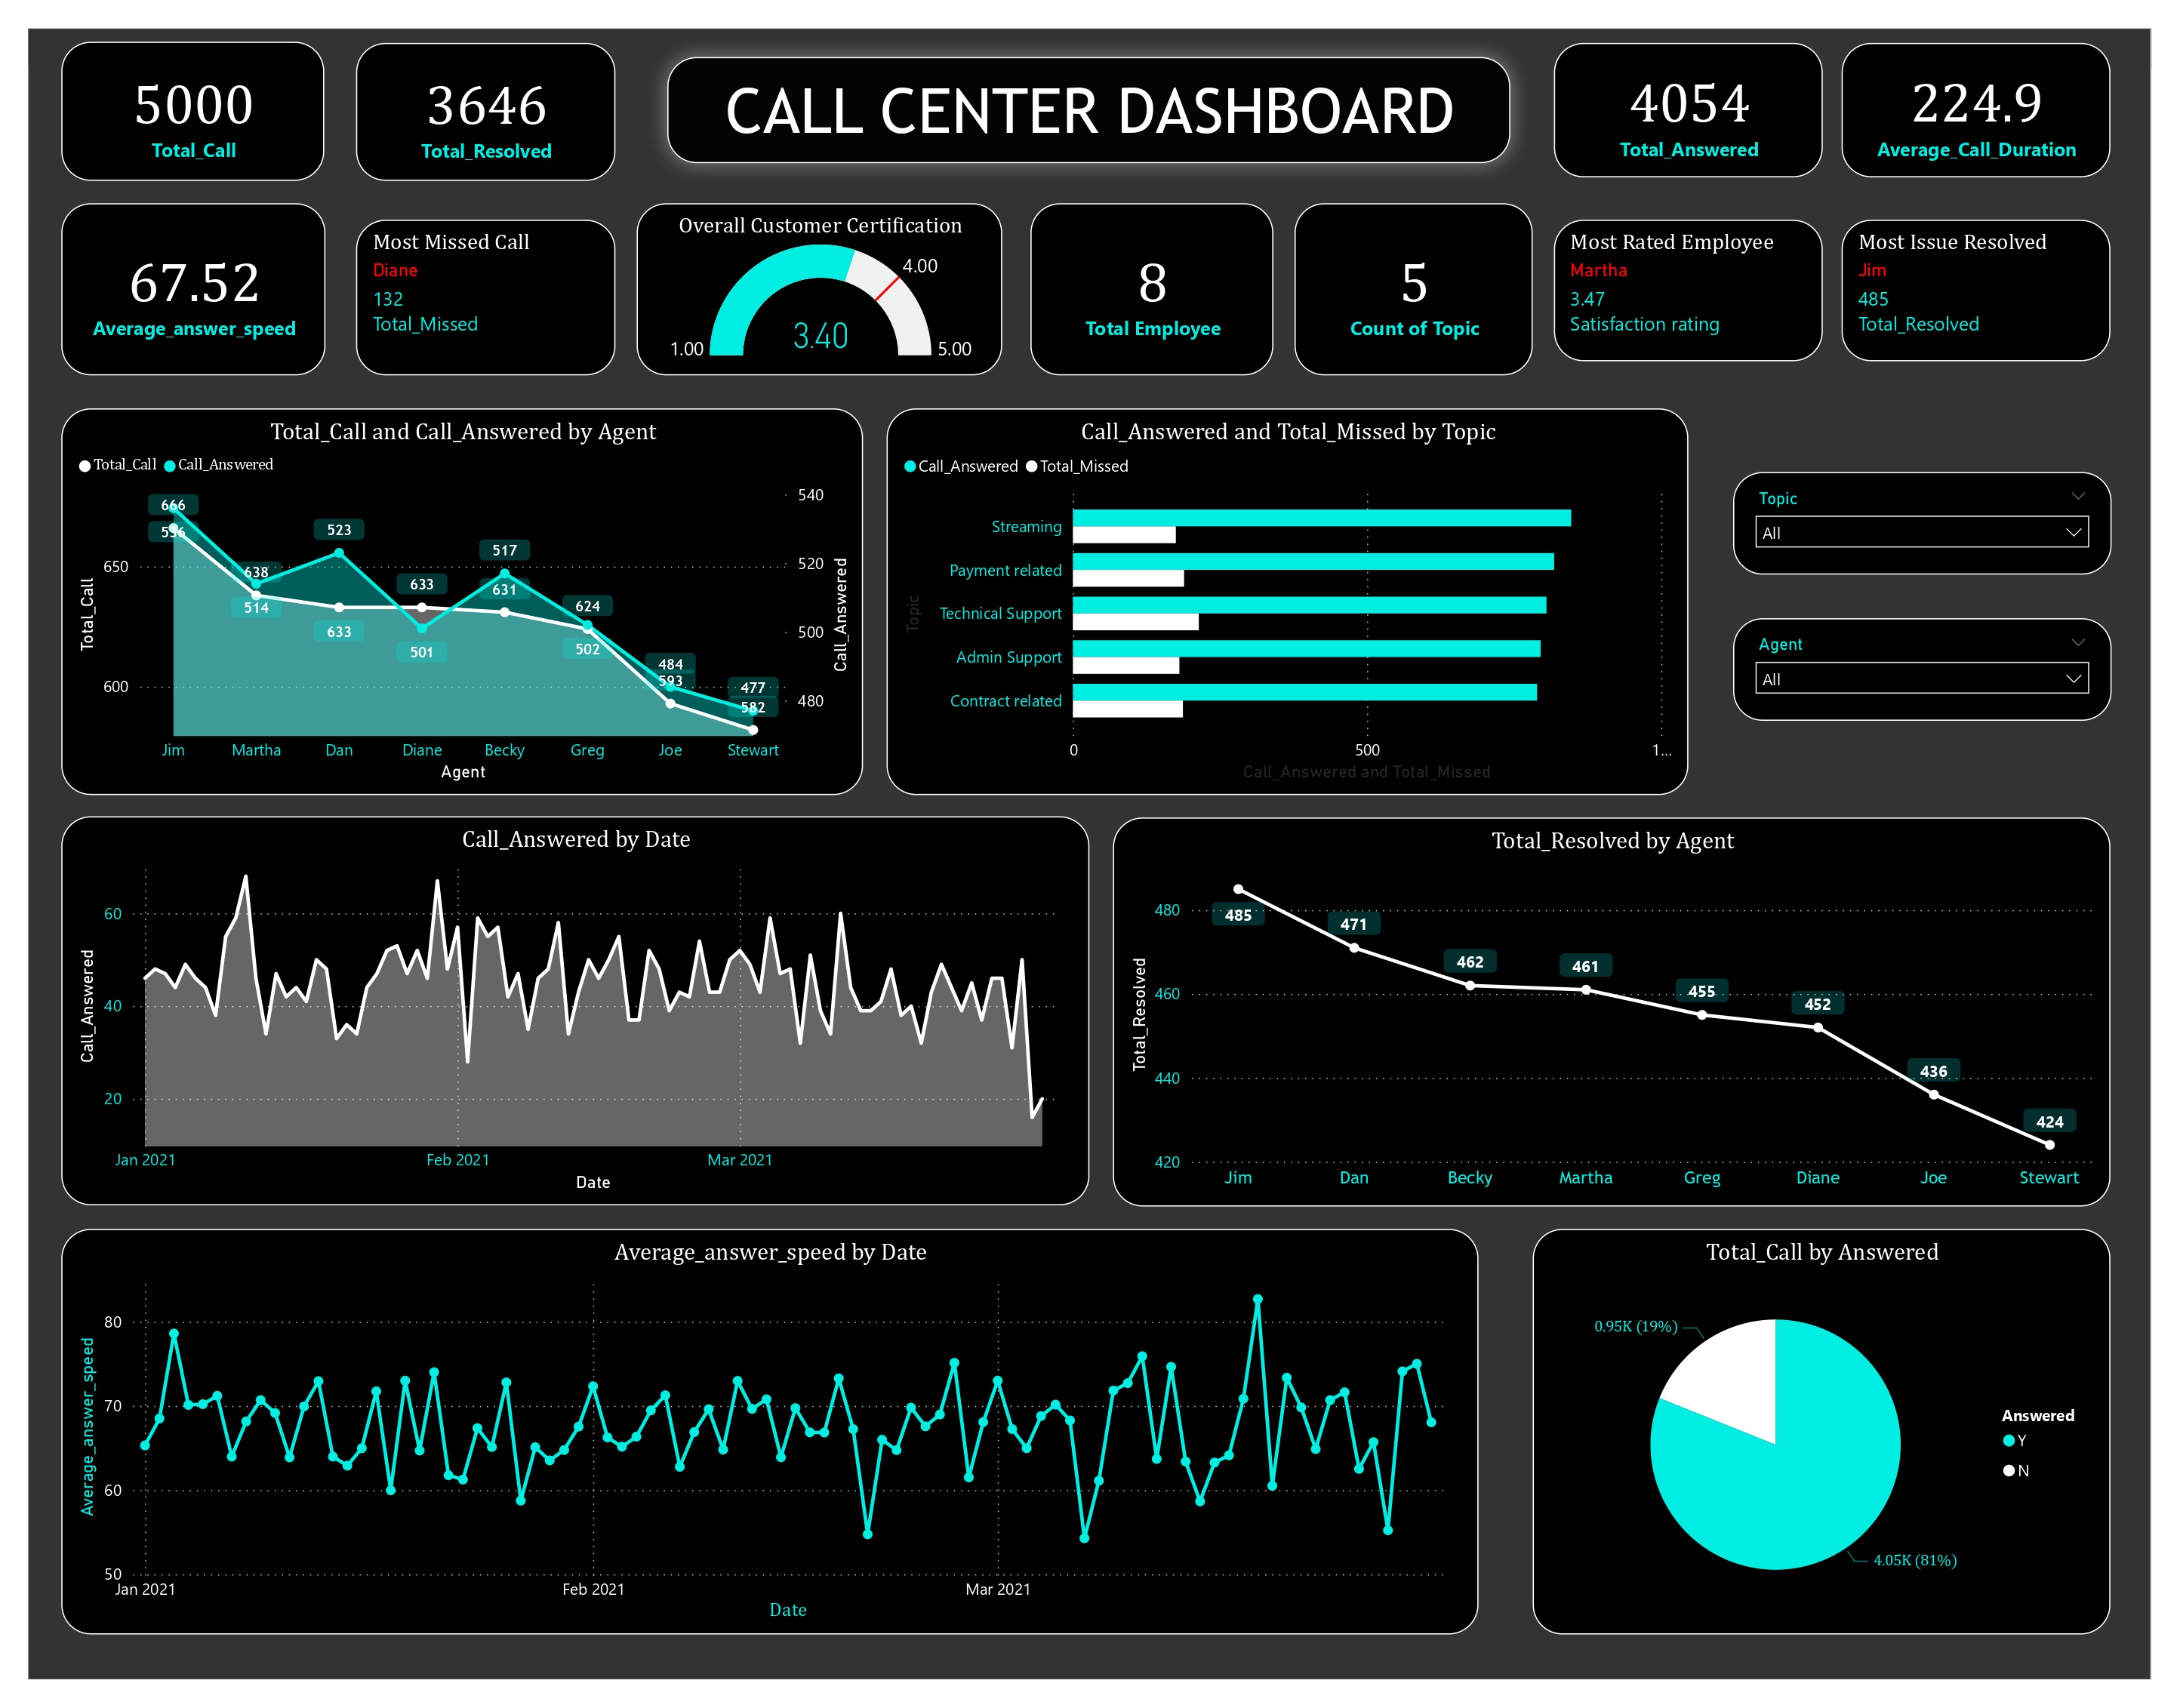 5000
Total_Call
3646
Total_Resolved
CALL CENTER DASHBOARD
4054
Total_Answered
224.9
Average_Call_Duration
67.52
Average_answer_speed
Most Missed Call
Diane
132
Total_Missed
Overall Customer Certification
4.00
3.40
1.00
5.00
8
Total Employee
5
Count of Topic
Most Rated Employee
Martha
3.47
Satisfaction rating
Most Issue Resolved
Jim
485
Total_Resolved
Total_Call and Call_Answered by Agent
Total_Call Call_Answered
Total_Call
650
600
666
536
638
514
523
633
633
501
517
631
624
502
484
593
477
582
540
520
500
480
Call_Answered
Jim Martha Dan Diane Becky Greg Joe Stewart
Agent
Call_Answered and Total_Missed by Topic
Call_Answered Total_Missed
Topic
Streaming
Payment related
Technical Support
Admin Support
Contract related
0 500 1...
Call_Answered and Total_Missed
Topic
All
Agent
All
Call_Answered by Date
Call_Answered
60
40
20
Jan 2021 Feb 2021 Mar 2021
Date
Total_Resolved by Agent
Total_Resolved
480
460
440
420
485
471
462
461
455
452
436
424
Jim Dan Becky Martha Greg Diane Joe Stewart
Average_answer_speed by Date
Average_answer_speed
80
70
60
50
Jan 2021 Feb 2021 Mar 2021
Date
Total_Call by Answered
0.95K (19%)
4.05K (81%)
Answered
Y
N